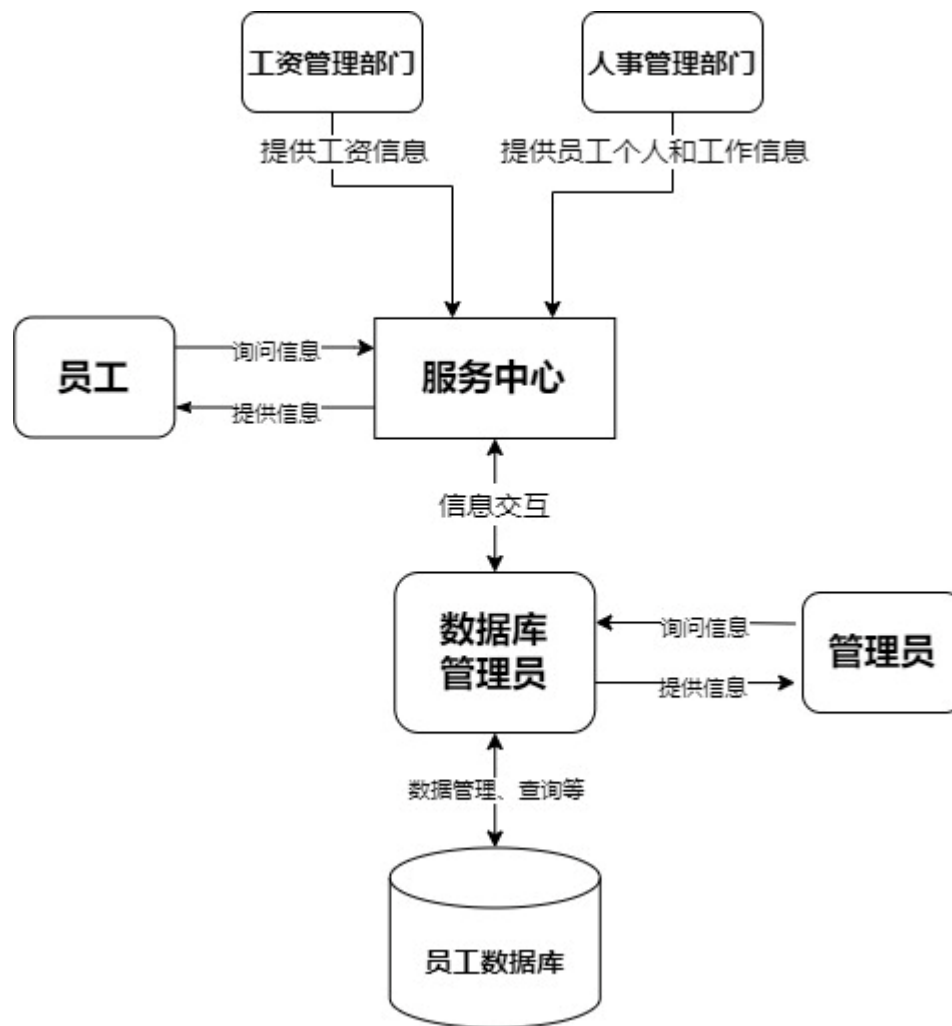 工资管理部门
人事管理部门
提供工资信息
提供员工个人和工作信息
员工
询问信息
提供信息
服务中心
信息交互
数据库
管理员
询问信息
提供信息
管理员
数据管理、查询等
员工数据库